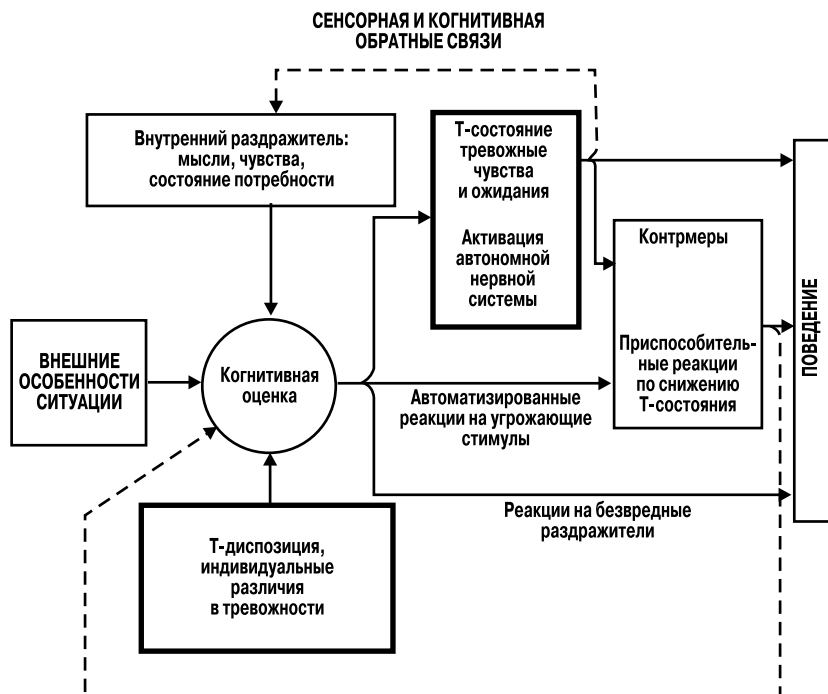 СЕНСОРНАЯ И КОГНИТИВНАЯ
ОБРАТНЫЕ СВЯЗИ
Внутренний раздражитель:
мысли, чувства,
состояние потребности
Т-состояние
тревожные
чувства
и ожидания
Активация
автономной
нервной
системы
Контрмеры
Приспособитель-
ные реакции
по снижению
Т-состояния
ПОВЕДЕНИЕ
ВНЕШНИЕ
ОСОБЕННОСТИ
СИТУАЦИИ
Когнитивная
оценка
Автоматизированные
реакции на угрожающие
стимулы
Реакции на безвредные
раздражители
Т-диспозиция,
индивидуальные
различия
в тревожности